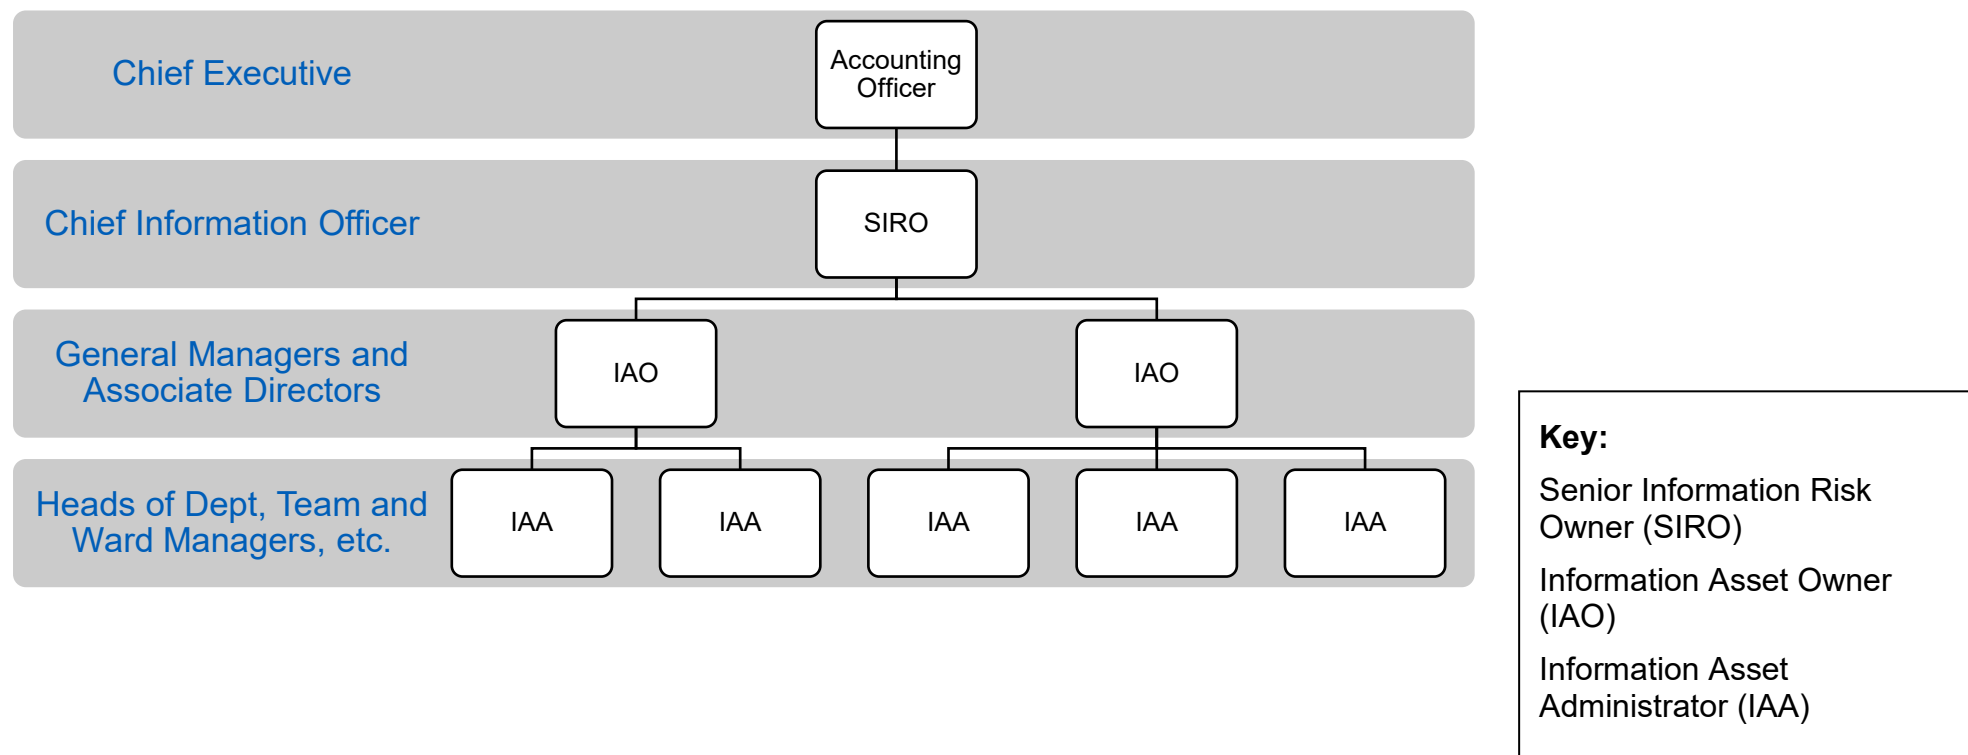 Chief Executive
Accounting
Officer
Chief Information Officer
SIRO
General Managers and
Associate Directors
IAO
IAO
Heads of Dept, Team and
Ward Managers, etc.
IAA
IAA
IAA
IAA
IAA
Key:
Senior Information Risk
Owner (SIRO)
Information Asset Owner
(IAO)
Information Asset
Administrator (IAA)